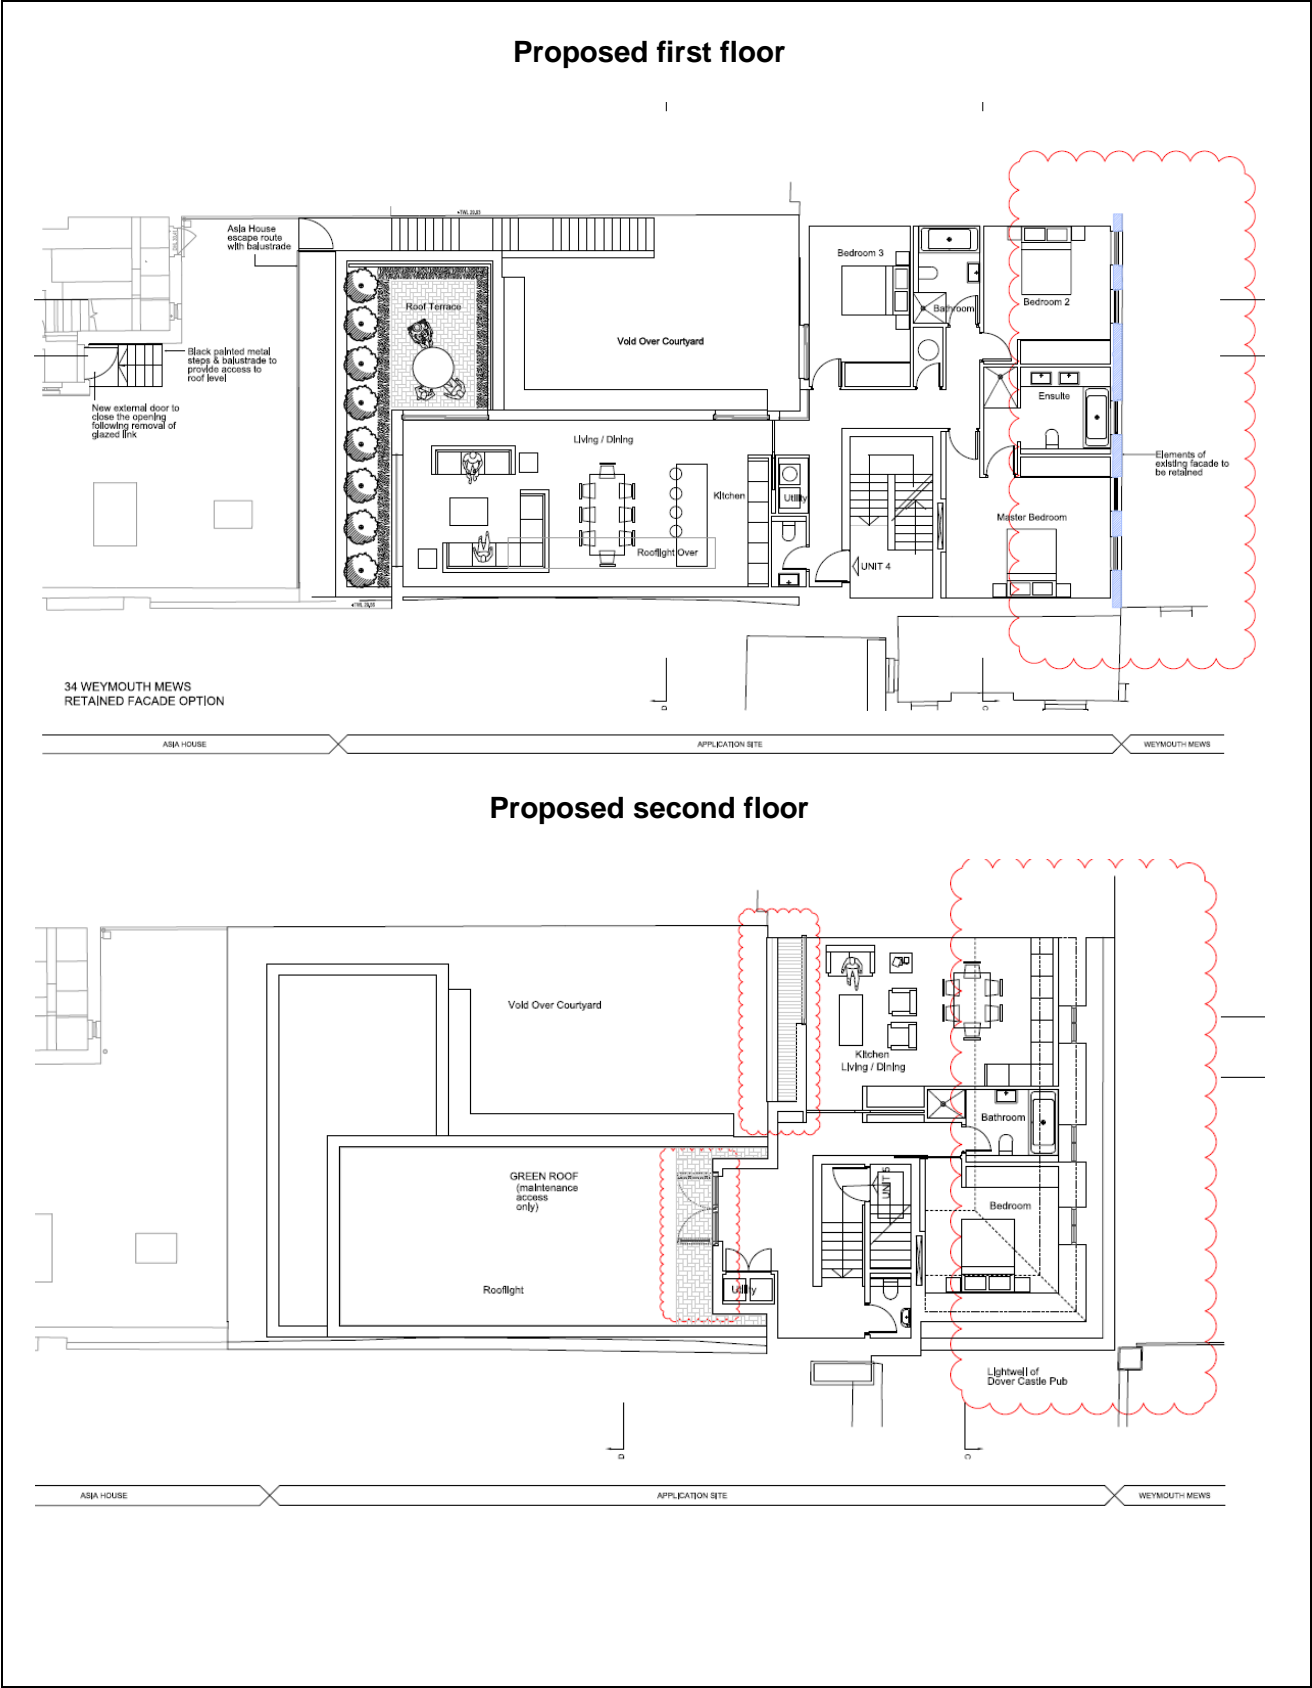 Proposed first floor
Asia House
escape route
with balustrade
Roof Terrace
Void Over Courtyard
Bedroom 3
Bathroom
Bedroom 2
Black painted metal
steps & balustrade to
provide access to
roof level
New external door to
close the opening
following removal of
glazed link
Living / Dining
Kitchen
Utility
Ensuite
Elements of
existing facade to
be retained
Master Bedroom
Rooflight Over
UNIT 4
34 WEYMOUTH MEWS
RETAINED FACADE OPTION
ASIA HOUSE
APPLICATION SITE
WEYMOUTH MEWS
Proposed second floor
Void Over Courtyard
Kitchen
Living / Dining
Bathroom
GREEN ROOF
(maintenance
access
only)
UNIT 5
Bedroom
Rooflight
Utility
Lightwell of
Dover Castle Pub
ASIA HOUSE
APPLICATION SITE
WEYMOUTH MEWS